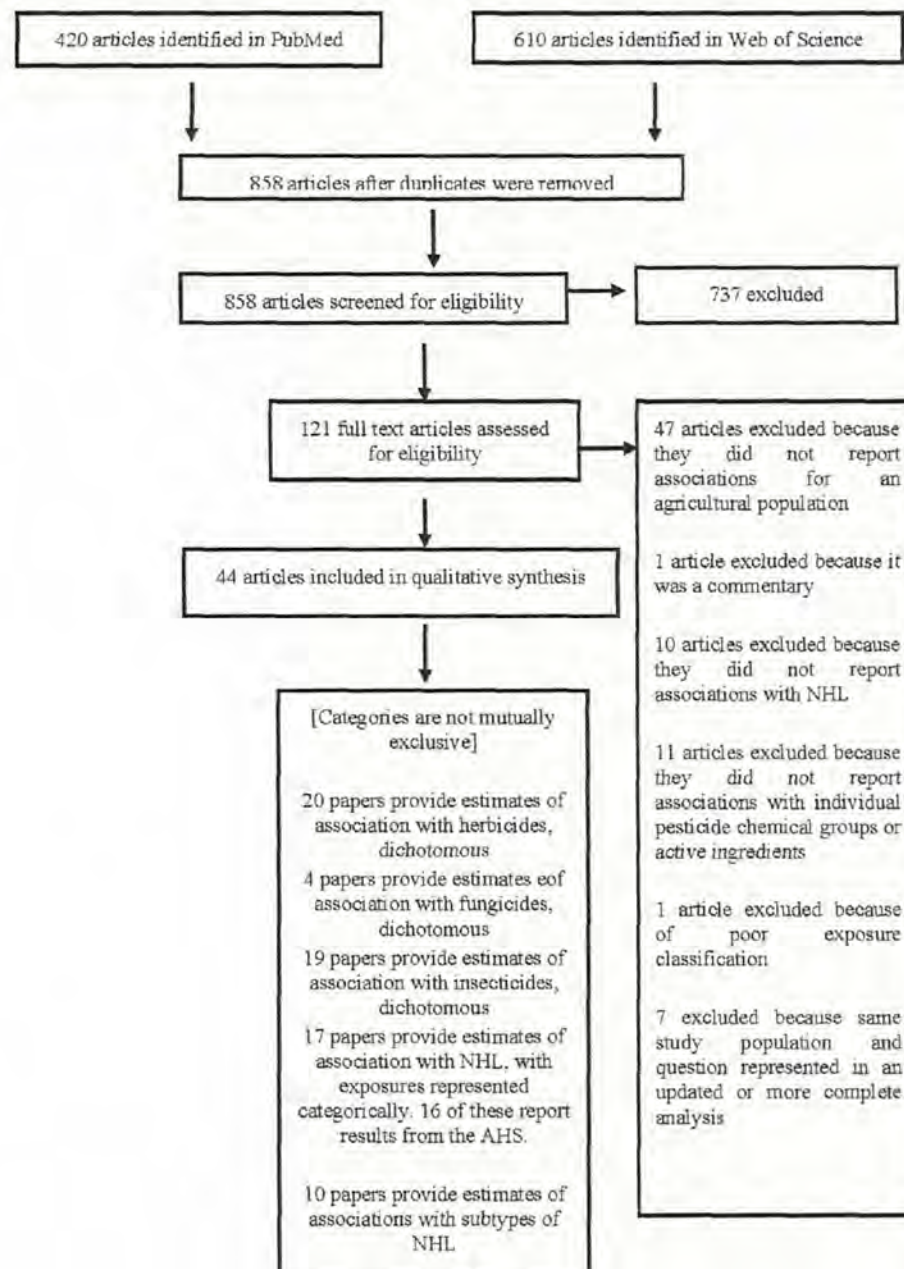 420 articles identified in PubMed
610 articles identified in Web of Science
858 articles after duplicates were removed
858 articles screened for eligibility
737 excluded
121 full text articles assessed
for eligibility
44 articles included in qualitative synthesis
[Categories are not mutually
exclusive]
20 papers provide estimates of
association with herbicides,
dichotomous
4 papers provide estimates eof
association with fungicides,
dichotomous
19 papers provide estimates of
association with insecticides,
dichotomous
17 papers provide estimates of
association with NHL, with
exposures represented
categorically. 16 of these report
results from the AHS.
10 papers provide estimates of
associations with subtypes of
NHL
47 articles excluded because
they did not report
associations for an
agricultural population
1 article excluded because it
was a commentary
10 articles excluded because
they did not report
associations with NHL
11 articles excluded because
they did not report
associations with individual
pesticide chemical groups or
active ingredients
1 article excluded because
of poor exposure
classification
7 excluded because same
study population and
question represented in an
updated or more complete
analysis